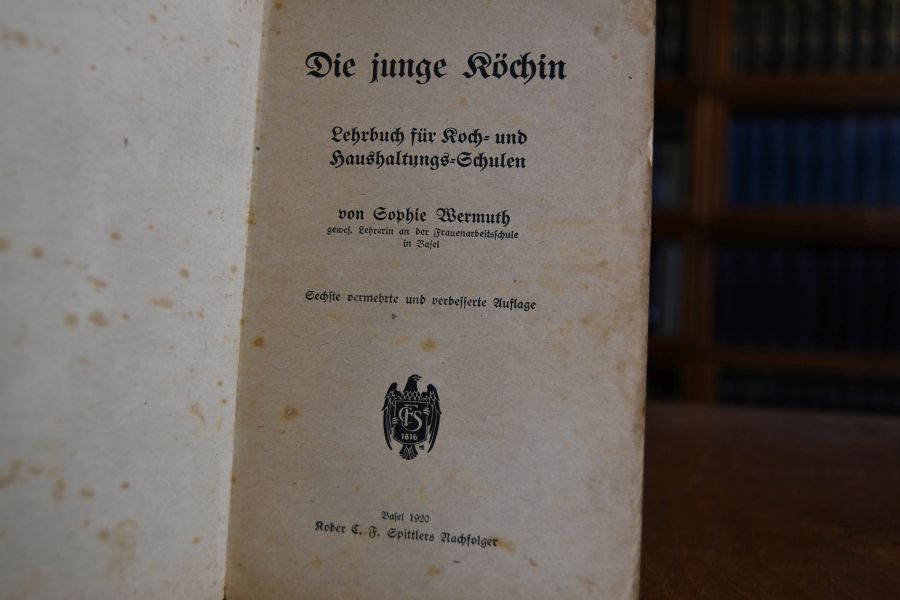 Die junge Köchin
Lehrbuch für Koch- und
Haushaltungs-Schulen
von Sophie Wermuth
gewes. Lehrerin an der Frauenarbeitsschule
in Basel
Sechste vermehrte und verbesserte Auflage
CFS
1816
Basel 1920
Kober C. F. Spittlers Nachfolger